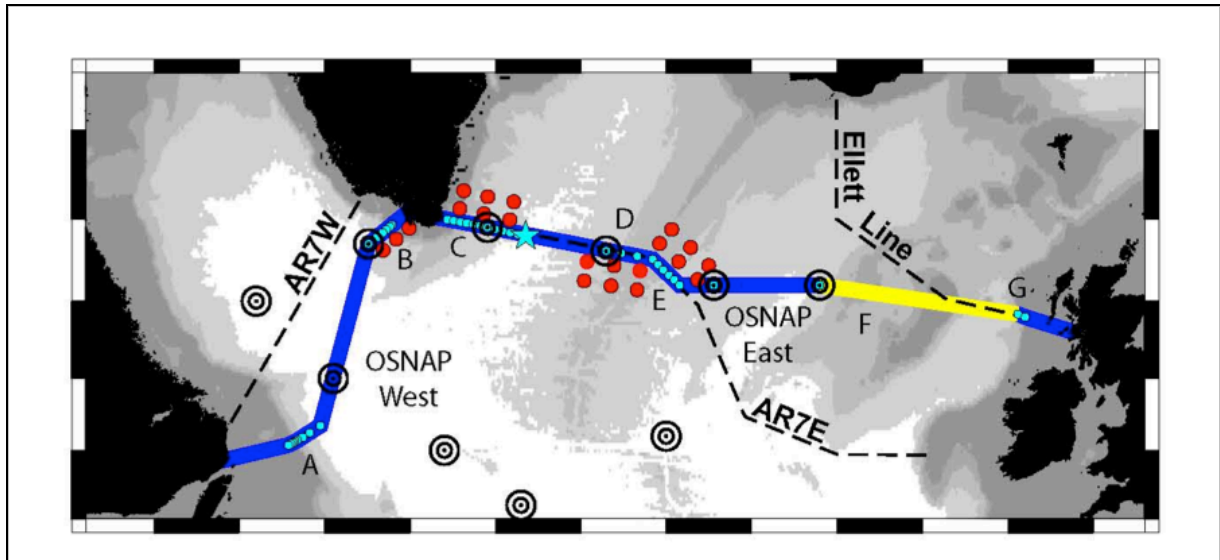 AR7W
B
C
D
E
Ellett
Line
G
F
OSNAP
East
OSNAP
West
AR7E
A